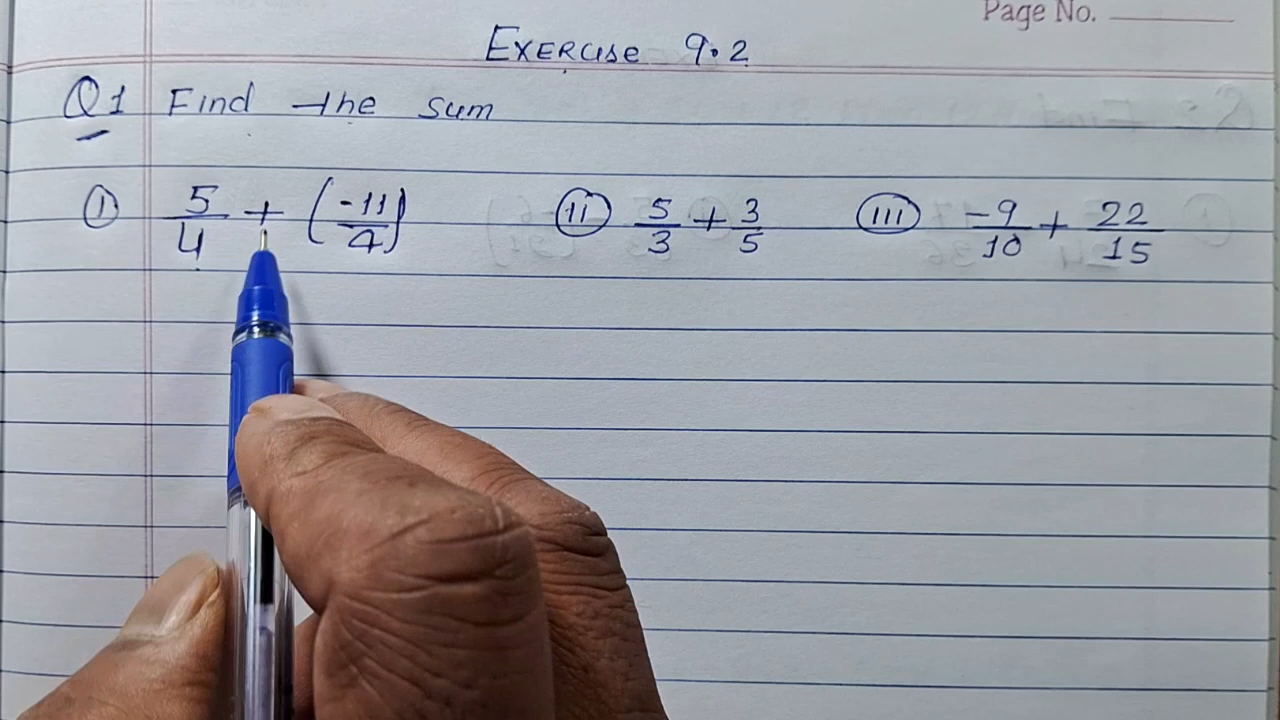 Page No.
Exercise 9.2
Q1 Find the sum
(i) 5/4 + (-11/4) (ii) 5/3 + 3/5 (iii) -9/10 + 22/15